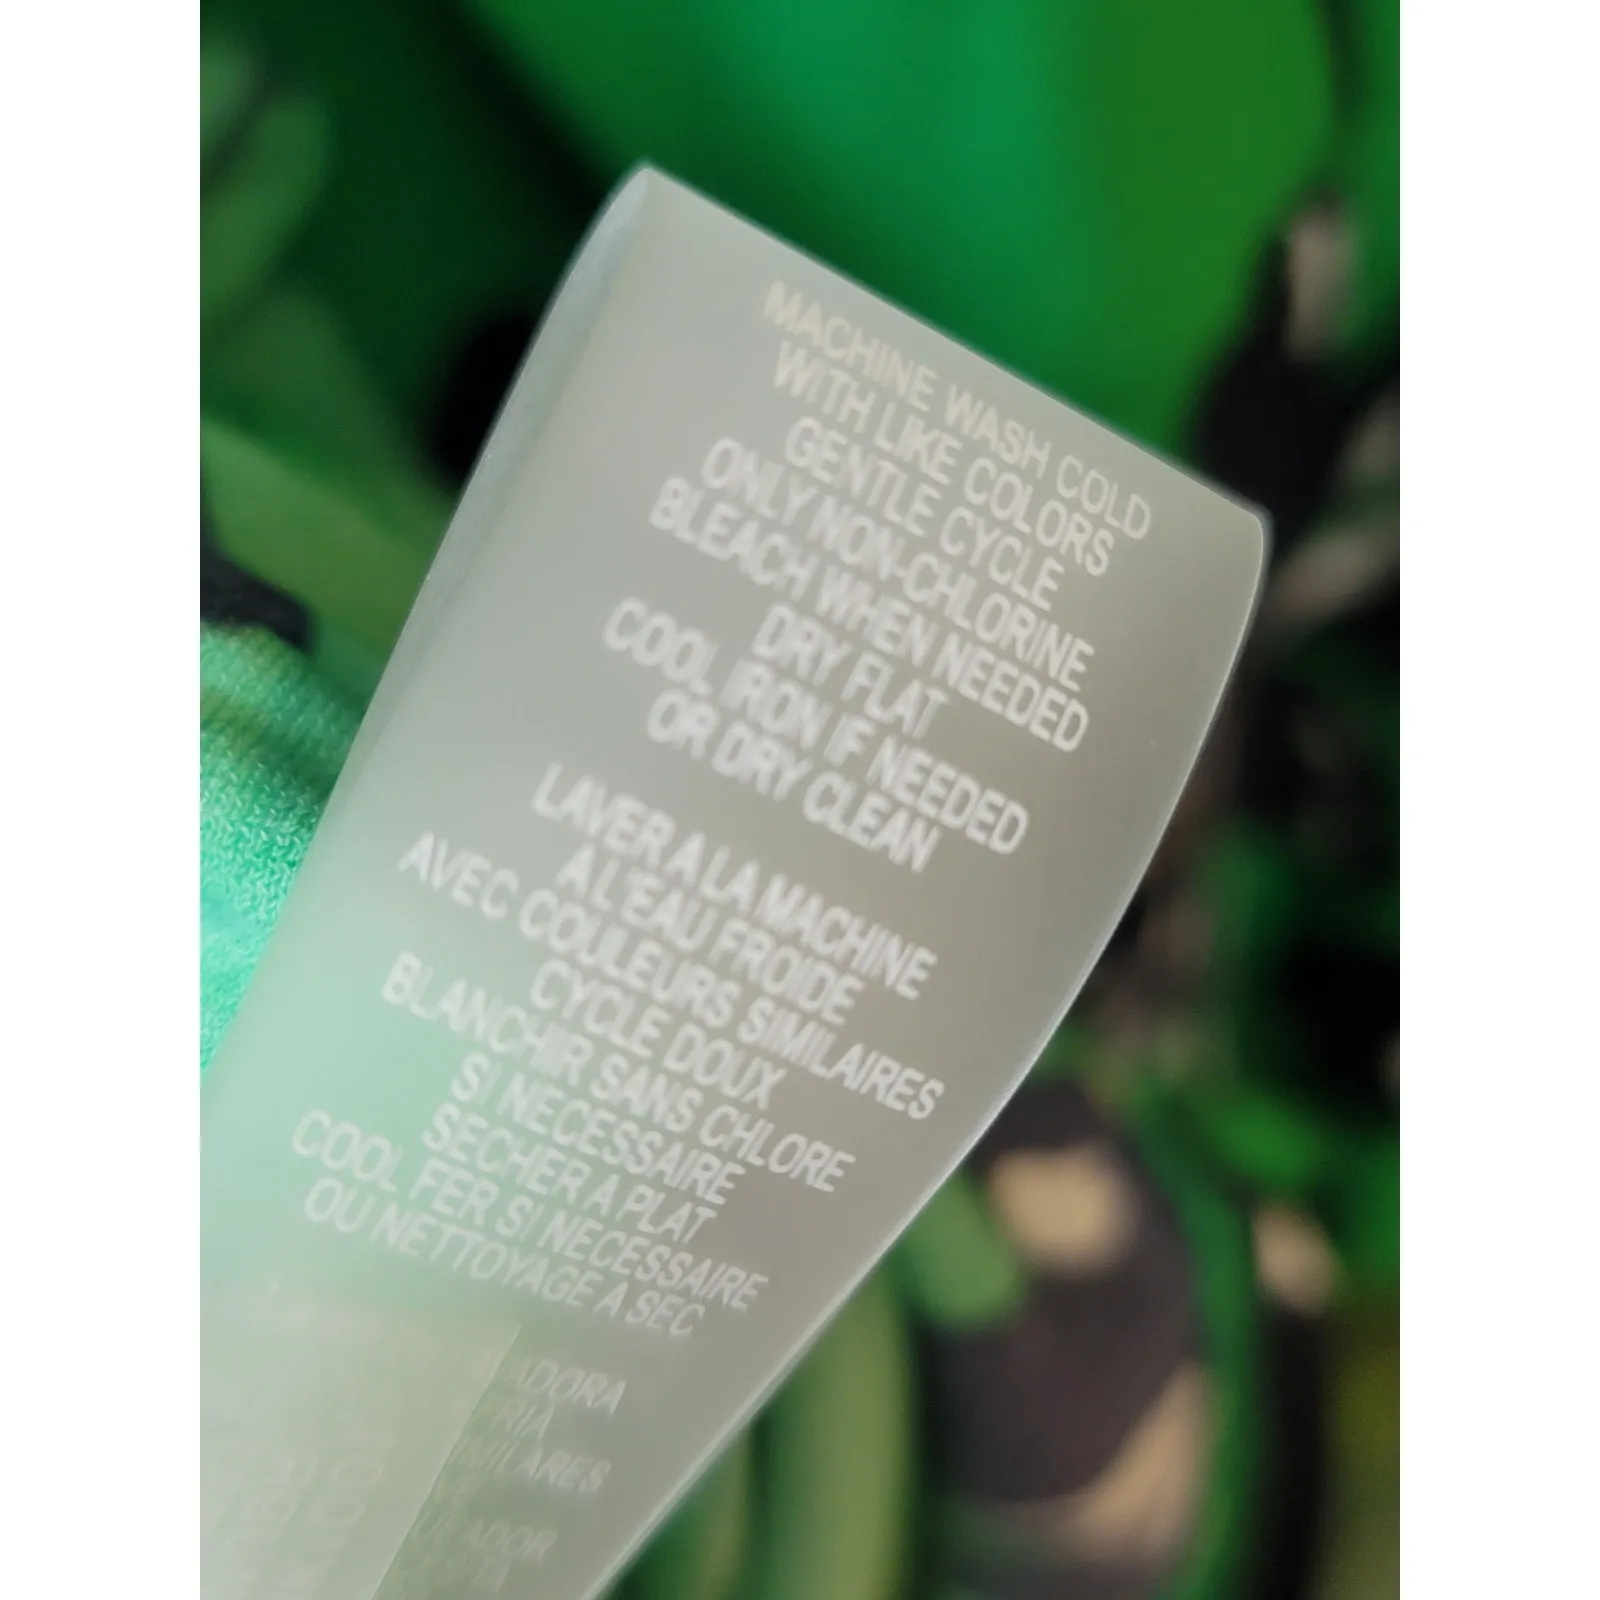 MACHINE WASH COLD
WITH LIKE COLORS
GENTLE CYCLE
ONLY NON-CHLORINE
BLEACH WHEN NEEDED
DRY FLAT
COOL IRON IF NEEDED
OR DRY CLEAN
LAVER A LA MACHINE
A L'EAU FROIDE
AVEC COULEURS SIMILAIRES
CYCLE DOUX
BLANCHIR SANS CHLORE
SI NECESSAIRE
SECHER A PLAT
COOL FER SI NECESSAIRE
OU NETTOYAGE A SEC